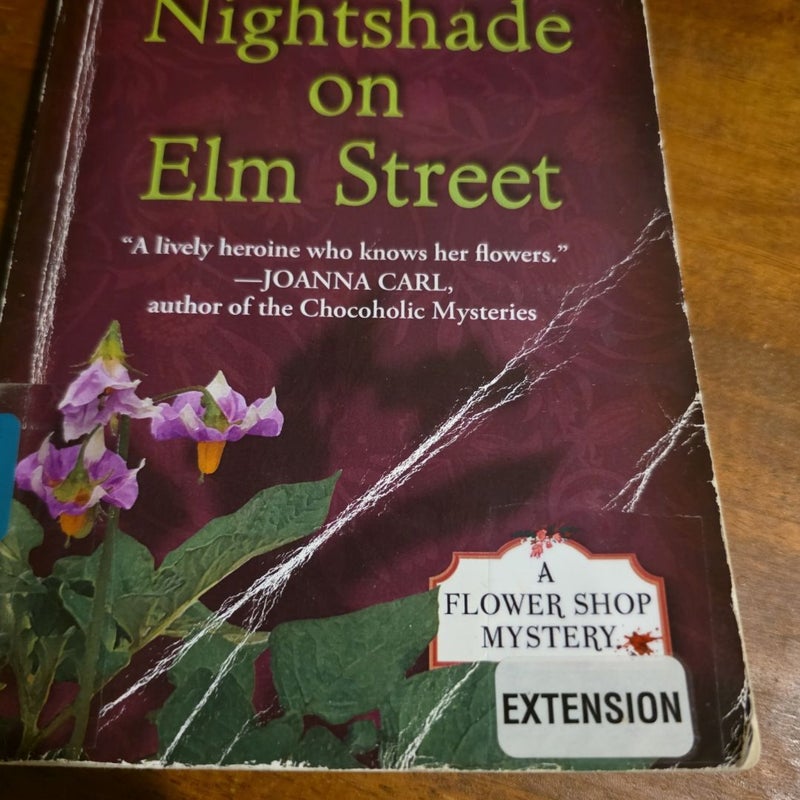 Nightshade
on
Elm Street
“A lively heroine who knows her flowers.”
—JOANNA CARL,
author of the Chocoholic Mysteries
A
FLOWER SHOP
MYSTERY
EXTENSION